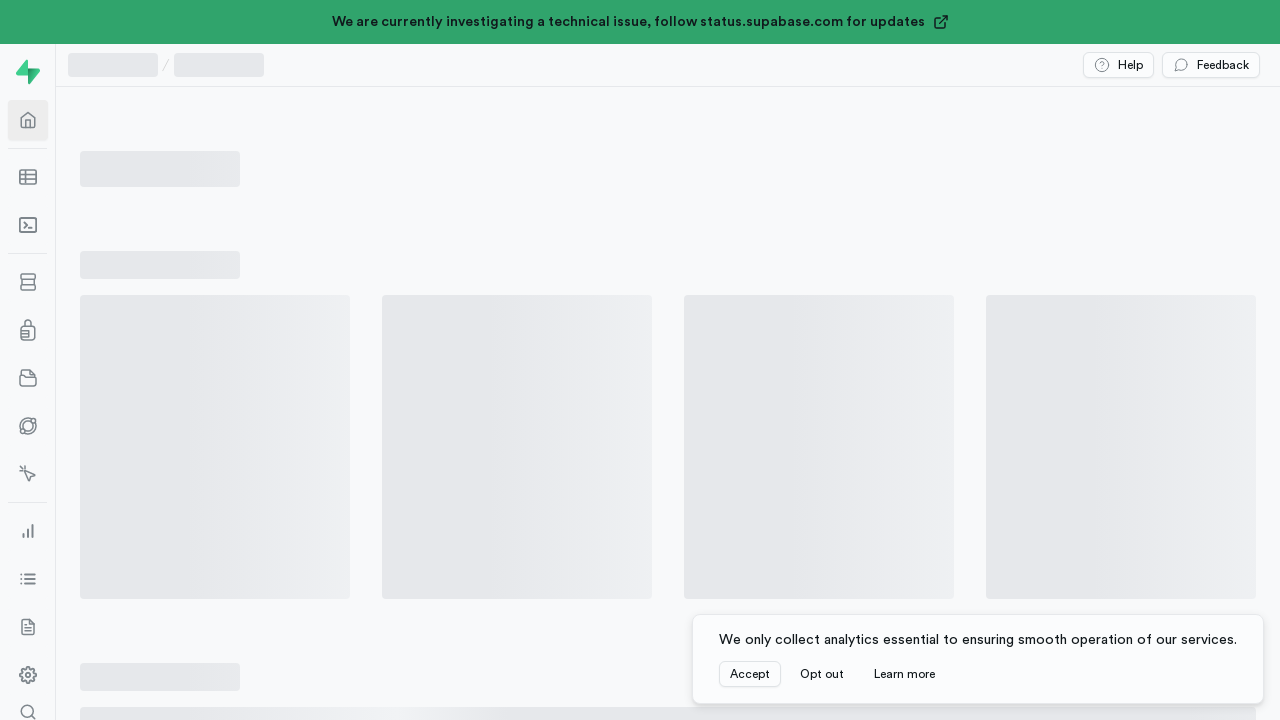 We are currently investigating a technical issue, follow status.supabase.com for updates
/
Help
Feedback
We only collect analytics essential to ensuring smooth operation of our services.
Accept
Opt out
Learn more